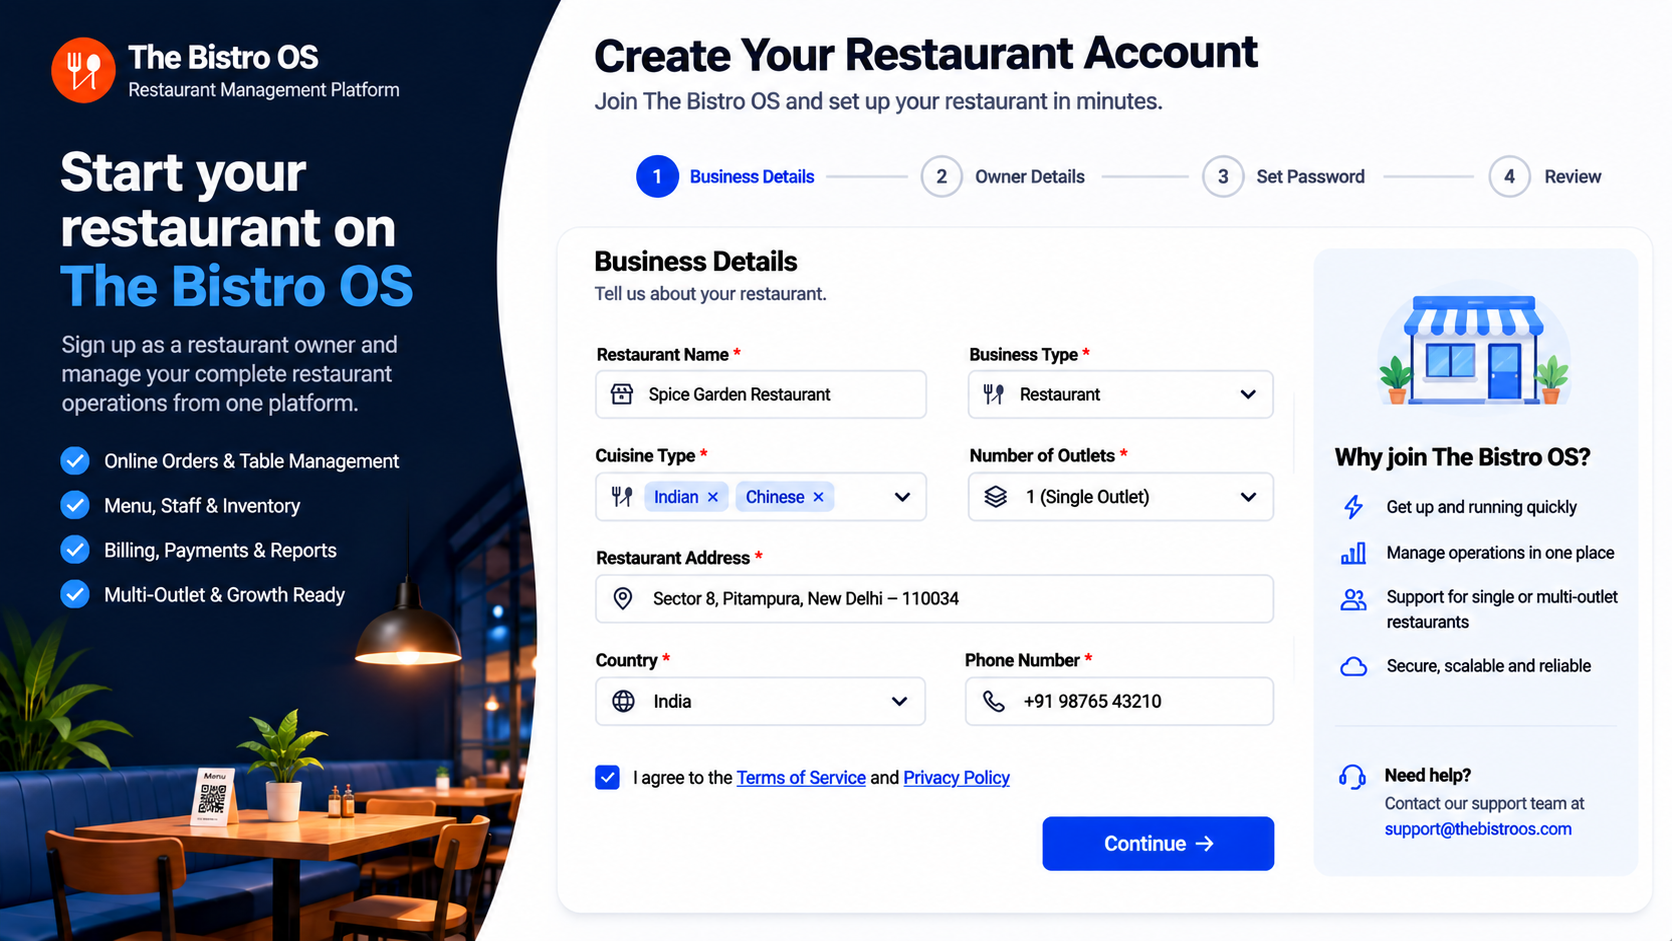 The Bistro OS
Restaurant Management Platform
Start your
restaurant on
The Bistro OS
Sign up as a restaurant owner and
manage your complete restaurant
operations from one platform.
Online Orders & Table Management
Menu, Staff & Inventory
Billing, Payments & Reports
Multi-Outlet & Growth Ready
Menu
Create Your Restaurant Account
Join The Bistro OS and set up your restaurant in minutes.
1 Business Details 2 Owner Details 3 Set Password 4 Review
Business Details
Tell us about your restaurant.
Restaurant Name * Business Type *
Spice Garden Restaurant Restaurant
Cuisine Type * Number of Outlets *
Indian × Chinese × 1 (Single Outlet)
Restaurant Address *
Sector 8, Pitampura, New Delhi – 110034
Country * Phone Number *
India +91 98765 43210
I agree to the Terms of Service and Privacy Policy
Continue →
Why join The Bistro OS?
Get up and running quickly
Manage operations in one place
Support for single or multi-outlet
restaurants
Secure, scalable and reliable
Need help?
Contact our support team at
support@thebistroos.com